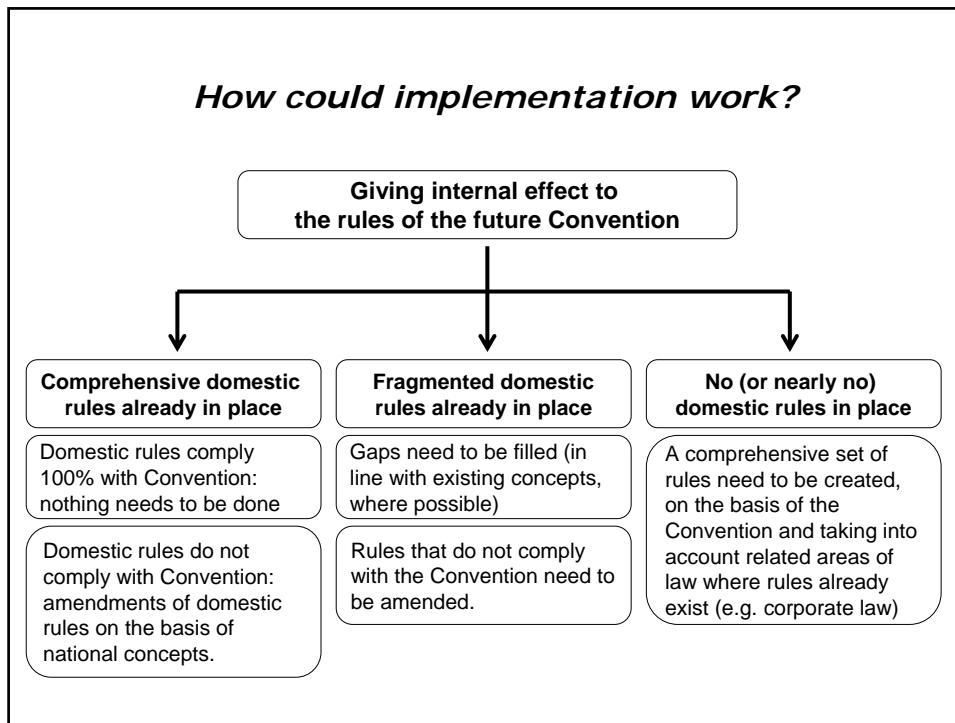 How could implementation work?
Giving internal effect to
the rules of the future Convention
Comprehensive domestic
rules already in place
Domestic rules comply
100% with Convention:
nothing needs to be done
Domestic rules do not
comply with Convention:
amendments of domestic
rules on the basis of
national concepts.
Fragmented domestic
rules already in place
Gaps need to be filled (in
line with existing concepts,
where possible)
Rules that do not comply
with the Convention need to
be amended.
No (or nearly no)
domestic rules in place
A comprehensive set of
rules need to be created,
on the basis of the
Convention and taking into
account related areas of
law where rules already
exist (e.g. corporate law)